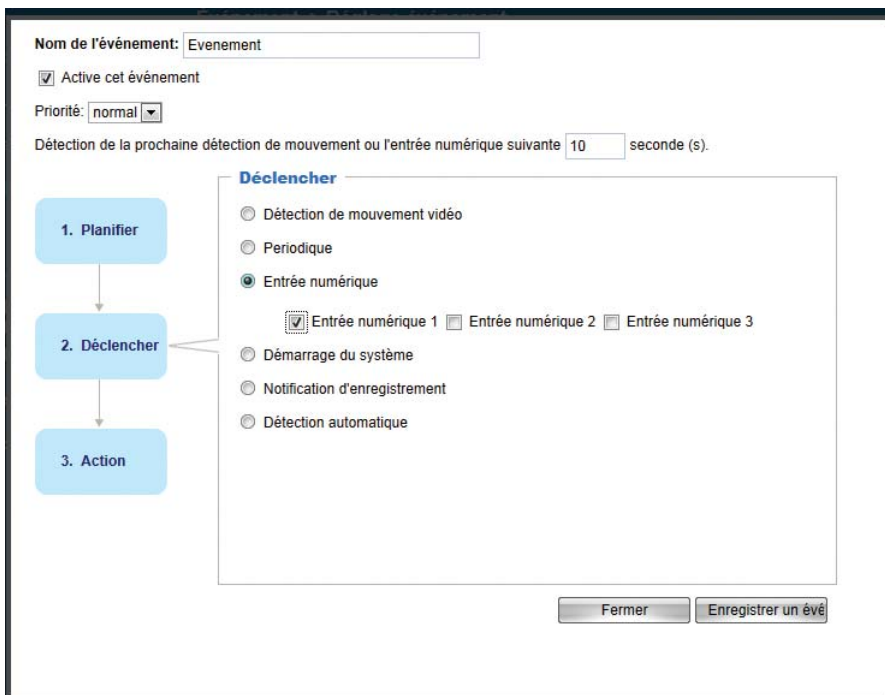 Nom de l'événement: Evenement
Active cet événement
Priorité: normal
Détection de la prochaine détection de mouvement ou l'entrée numérique suivante 10 seconde (s).
Déclencher
1. Planifier
2. Déclencher
3. Action
Détection de mouvement vidéo
Periodique
Entrée numérique
Entrée numérique 1 Entrée numérique 2 Entrée numérique 3
Démarrage du système
Notification d'enregistrement
Détection automatique
Fermer Enregistrer un évé